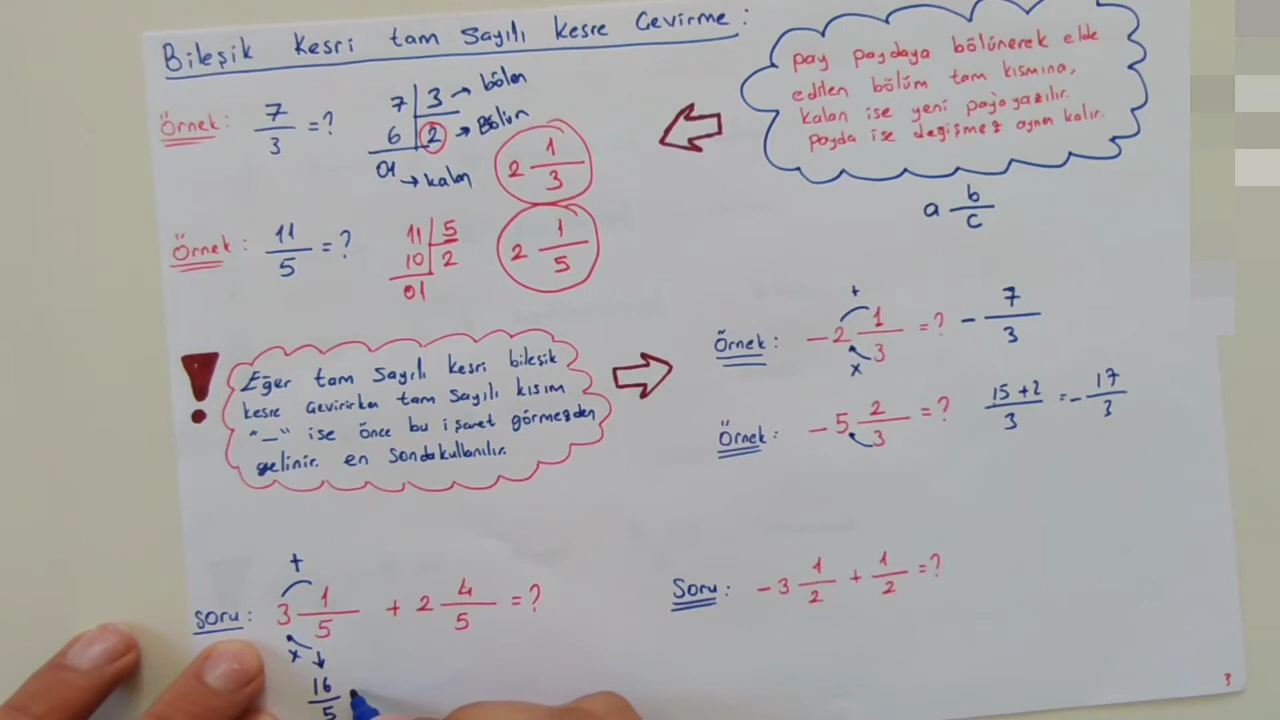 Bileşik Kesri tam Sayılı kesre Çevirme :
pay paydaya bölünerek elde
edilen bölüm tam kısmına,
kalan ise yeni paya yazılır.
payda ise değişmez aynen kalır.
a b/c
Örnek : 7/3 = ?
7 | 3 → bölen
6 | 2 → Bölüm
01 → kalan
2 1/3
Örnek : 11/5 = ?
11 | 5
10 | 2
01
2 1/5
!
Eğer tam Sayılı kesri bileşik
kesre çevirirken tam sayılı kısım
"–" ise önce bu işaret görmezden
gelinir. en sonda kullanılır.
Örnek : – 2 1/3 = ? – 7/3
+
x
Örnek : – 5 2/3 = ? 15+2/3 = – 17/3
Soru : 3 1/5 + 2 4/5 = ?
+
x
16/5
Soru : – 3 1/2 + 1/2 = ?
3